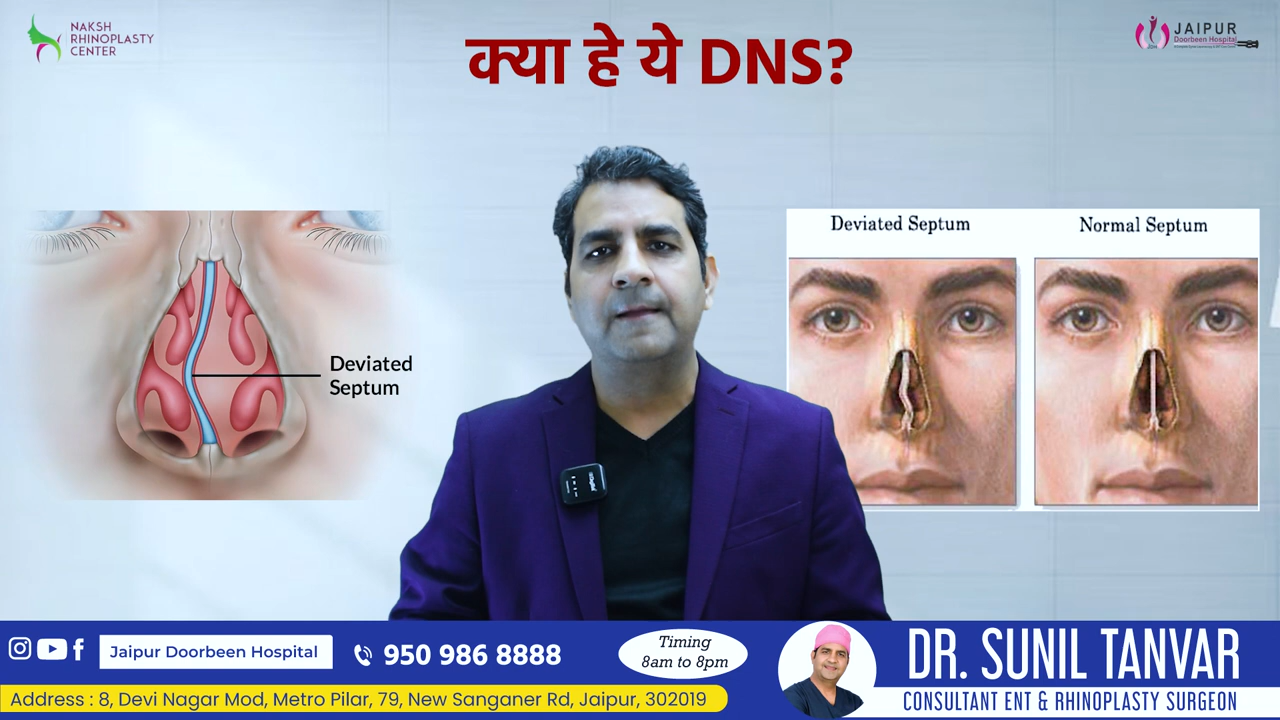 NAKSH
RHINOPLASTY
CENTER
क्या हे ये DNS?
JAIPUR
Doorbeen Hospital
Deviated
Septum
Deviated Septum
Normal Septum
Jaipur Doorbeen Hospital
950 986 8888
Timing
8am to 8pm
DR. SUNIL TANVAR
CONSULTANT ENT & RHINOPLASTY SURGEON
Address : 8, Devi Nagar Mod, Metro Pilar, 79, New Sanganer Rd, Jaipur, 302019